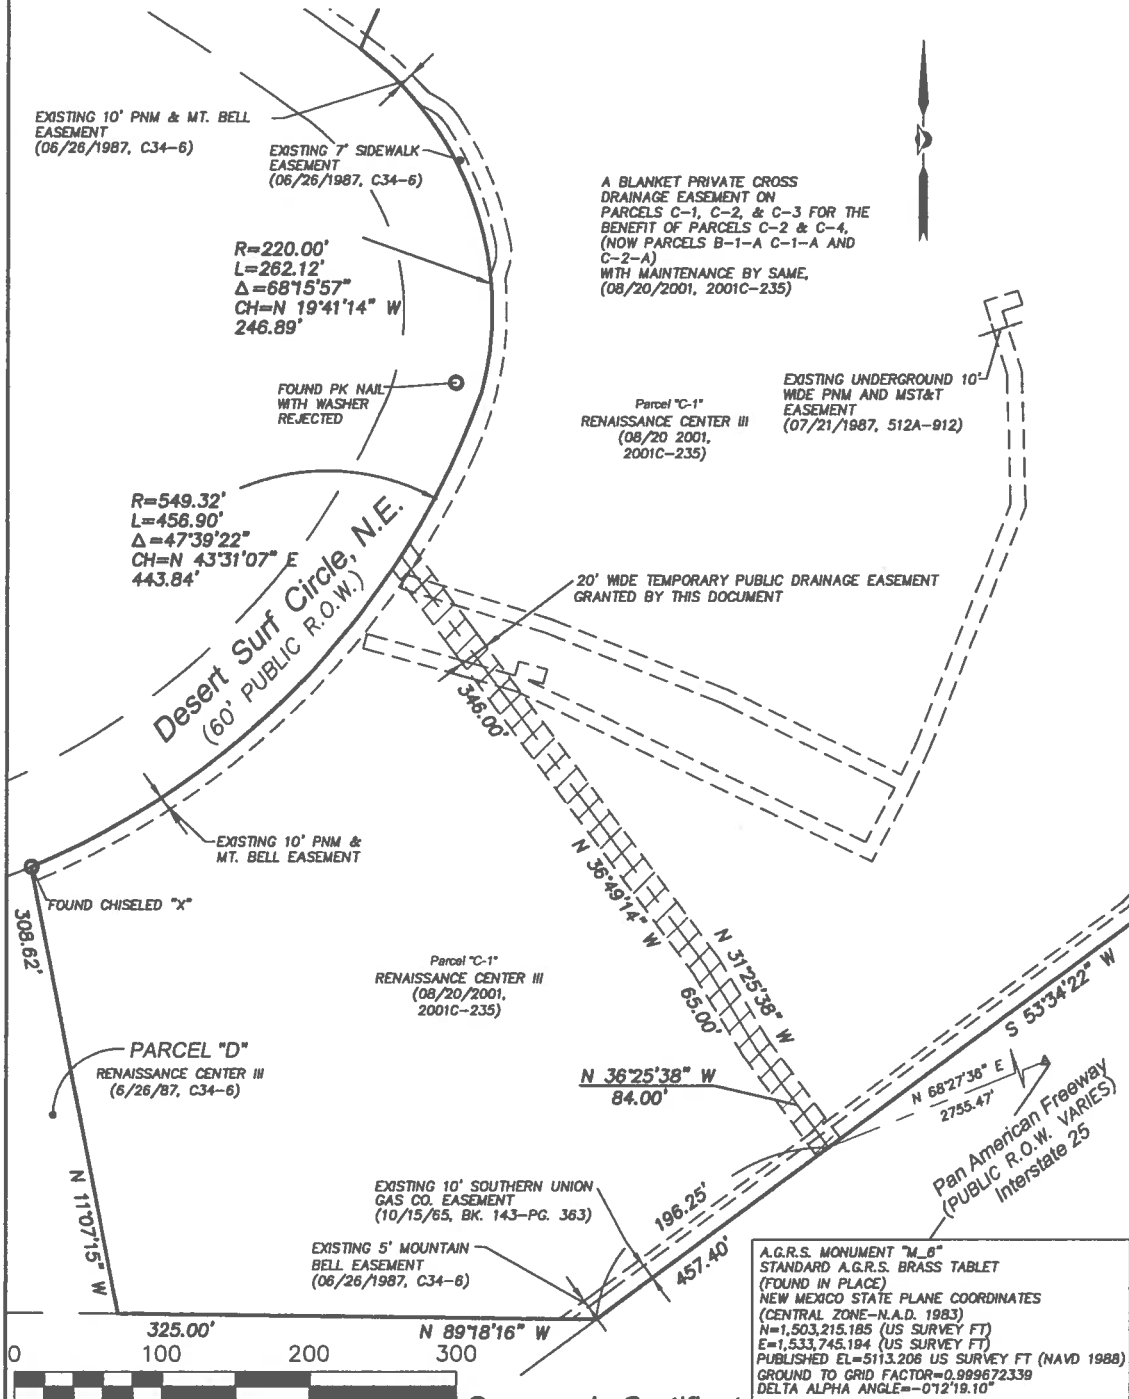 EXISTING 10' PNM & MT. BELL
EASEMENT
(06/26/1987, C34-6)
EXISTING 7' SIDEWALK
EASEMENT
(06/26/1987, C34-6)
A BLANKET PRIVATE CROSS
DRAINAGE EASEMENT ON
PARCELS C-1, C-2, & C-3 FOR THE
BENEFIT OF PARCELS C-2 & C-4,
(NOW PARCELS B-1-A C-1-A AND
C-2-A)
WITH MAINTENANCE BY SAME,
(08/20/2001, 2001C-235)
R=220.00'
L=262.12'
Δ=68°15'57"
CH=N 19°41'14" W
246.89'
FOUND PK NAIL
WITH WASHER
REJECTED
Parcel "C-1"
RENAISSANCE CENTER III
(08/20 2001,
2001C-235)
EXISTING UNDERGROUND 10'
WIDE PNM AND MST&T
EASEMENT
(07/21/1987, 512A-912)
R=549.32'
L=456.90'
Δ=47°39'22"
CH=N 43°31'07" E
443.84'
Desert Surf Circle, N.E.
(60' PUBLIC R.O.W.)
20' WIDE TEMPORARY PUBLIC DRAINAGE EASEMENT
GRANTED BY THIS DOCUMENT
346.00'
N 36°49'14" W
EXISTING 10' PNM &
MT. BELL EASEMENT
FOUND CHISELED "X"
308.62'
N 11°07'15" W
Parcel "C-1"
RENAISSANCE CENTER III
(08/20/2001,
2001C-235)
N 31°25'38" W
65.00'
PARCEL "D"
RENAISSANCE CENTER III
(6/26/87, C34-6)
N 36°25'38" W
84.00'
S 53°34'22" W
N 68°27'36" E
2755.47'
Pan American Freeway
(PUBLIC R.O.W. VARIES)
Interstate 25
EXISTING 10' SOUTHERN UNION
GAS CO. EASEMENT
(10/15/65, BK. 143-PG. 363)
196.25'
457.40'
EXISTING 5' MOUNTAIN
BELL EASEMENT
(06/26/1987, C34-6)
325.00'
N 89°18'16" W
A.G.R.S. MONUMENT "M_6"
STANDARD A.G.R.S. BRASS TABLET
(FOUND IN PLACE)
NEW MEXICO STATE PLANE COORDINATES
(CENTRAL ZONE-N.A.D. 1983)
N=1,503,215.185 (US SURVEY FT)
E=1,533,745.194 (US SURVEY FT)
PUBLISHED EL=5113.206 US SURVEY FT (NAVD 1988)
GROUND TO GRID FACTOR=0.999672339
DELTA ALPHA ANGLE=-0°12'19.10"
0 100 200 300